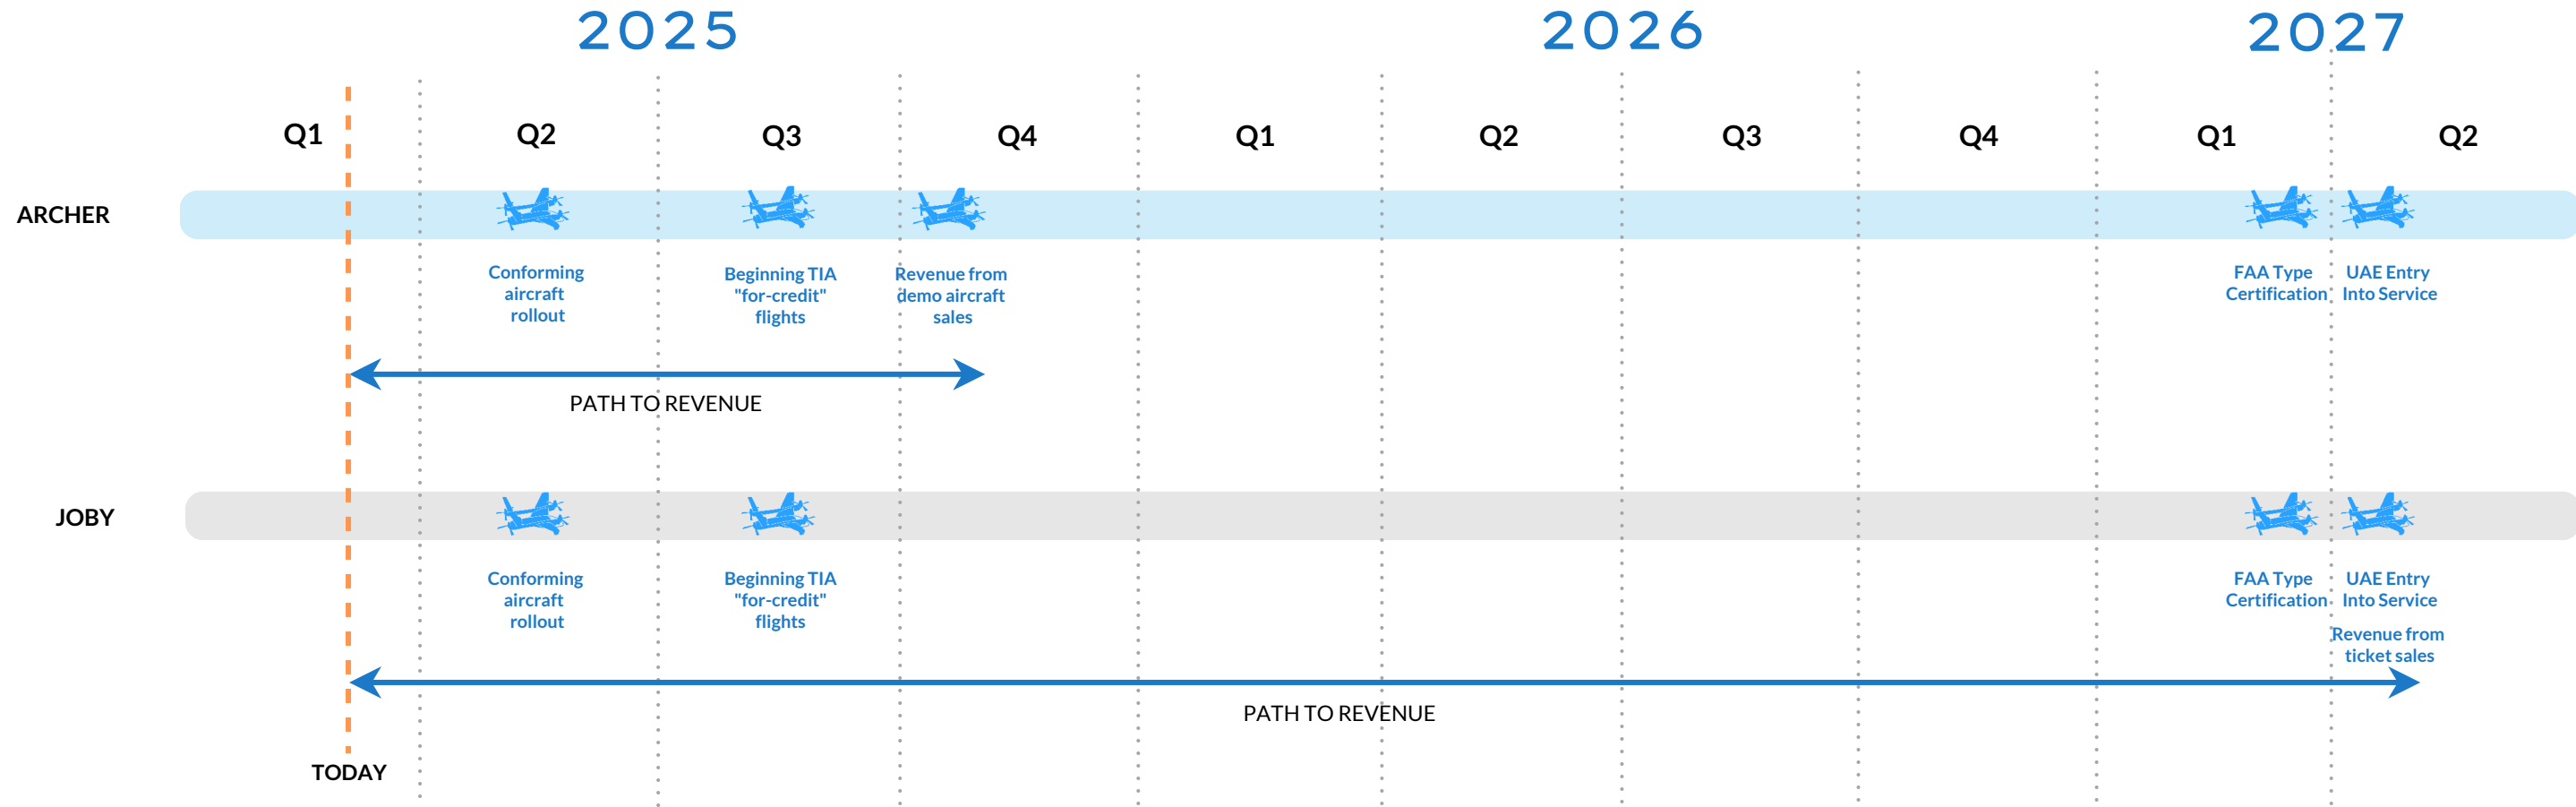 2025
2026
2027
Q1
Q2
Q3
Q4
Q1
Q2
Q3
Q4
Q1
Q2
ARCHER
Conforming
aircraft
rollout
Beginning TIA
"for-credit"
flights
Revenue from
demo aircraft
sales
FAA Type
Certification
UAE Entry
Into Service
PATH TO REVENUE
JOBY
Conforming
aircraft
rollout
Beginning TIA
"for-credit"
flights
FAA Type
Certification
UAE Entry
Into Service
Revenue from
ticket sales
PATH TO REVENUE
TODAY